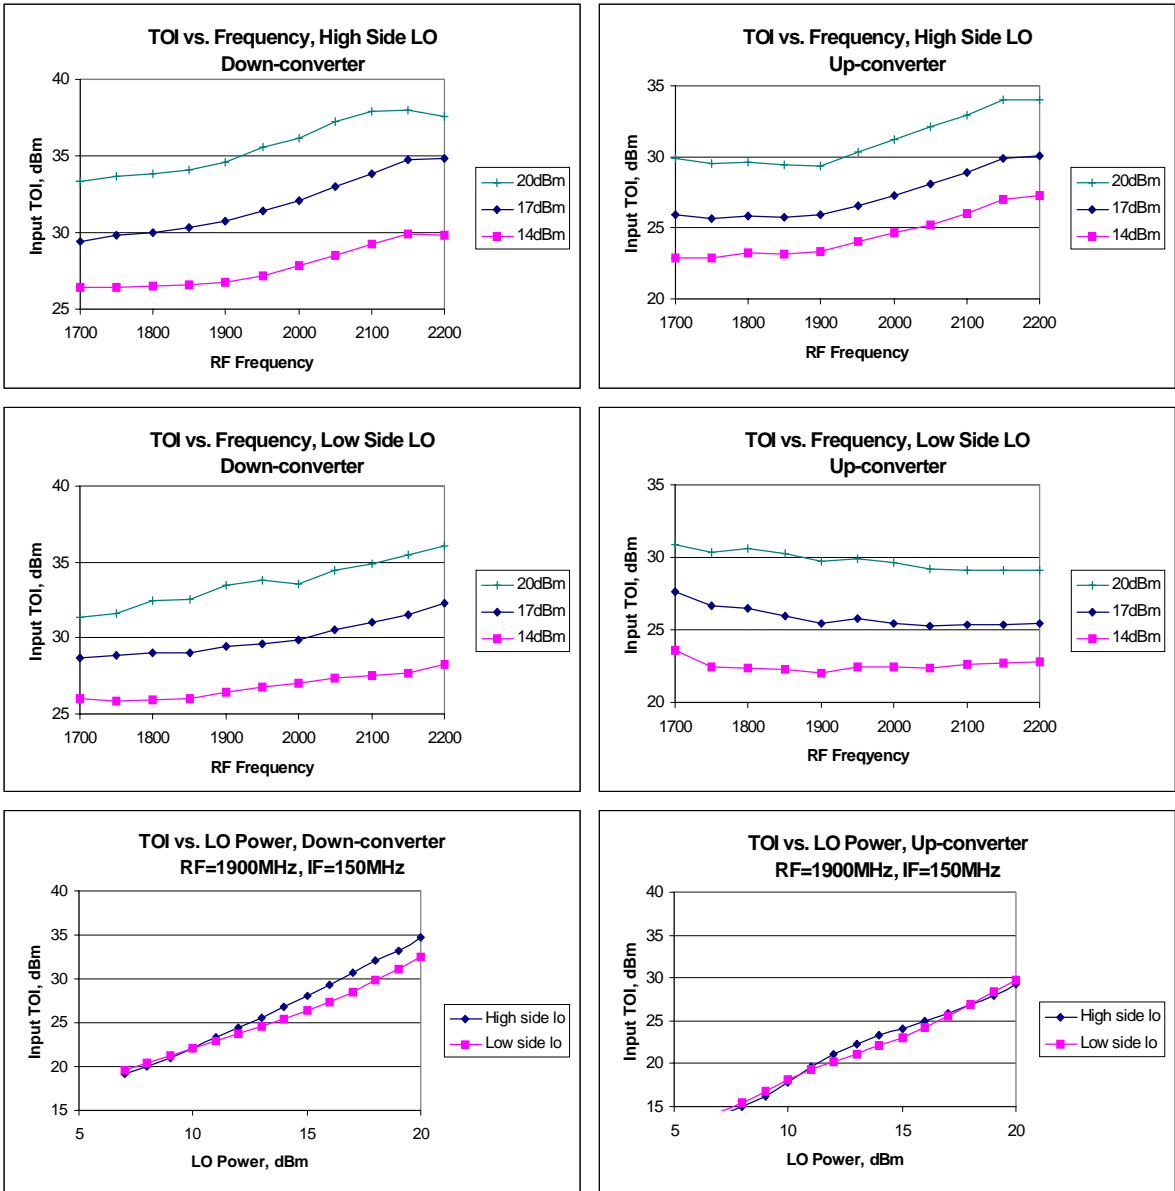 TOI vs. Frequency, High Side LO
Down-converter
40
35
30
25
Input TOI, dBm
1700 1800 1900 2000 2100 2200
RF Frequency
20dBm
17dBm
14dBm
TOI vs. Frequency, High Side LO
Up-converter
35
30
25
20
Input TOI, dBm
1700 1800 1900 2000 2100 2200
RF Frequency
20dBm
17dBm
14dBm
TOI vs. Frequency, Low Side LO
Down-converter
40
35
30
25
Input TOI, dBm
1700 1800 1900 2000 2100 2200
RF Frequency
20dBm
17dBm
14dBm
TOI vs. Frequency, Low Side LO
Up-converter
35
30
25
20
Input TOI, dBm
1700 1800 1900 2000 2100 2200
RF Freqyency
20dBm
17dBm
14dBm
TOI vs. LO Power, Down-converter
RF=1900MHz, IF=150MHz
40
35
30
25
20
15
Input TOI, dBm
5 10 15 20
LO Power, dBm
High side lo
Low side lo
TOI vs. LO Power, Up-converter
RF=1900MHz, IF=150MHz
40
35
30
25
20
15
Input TOI, dBm
5 10 15 20
LO Power, dBm
High side lo
Low side lo